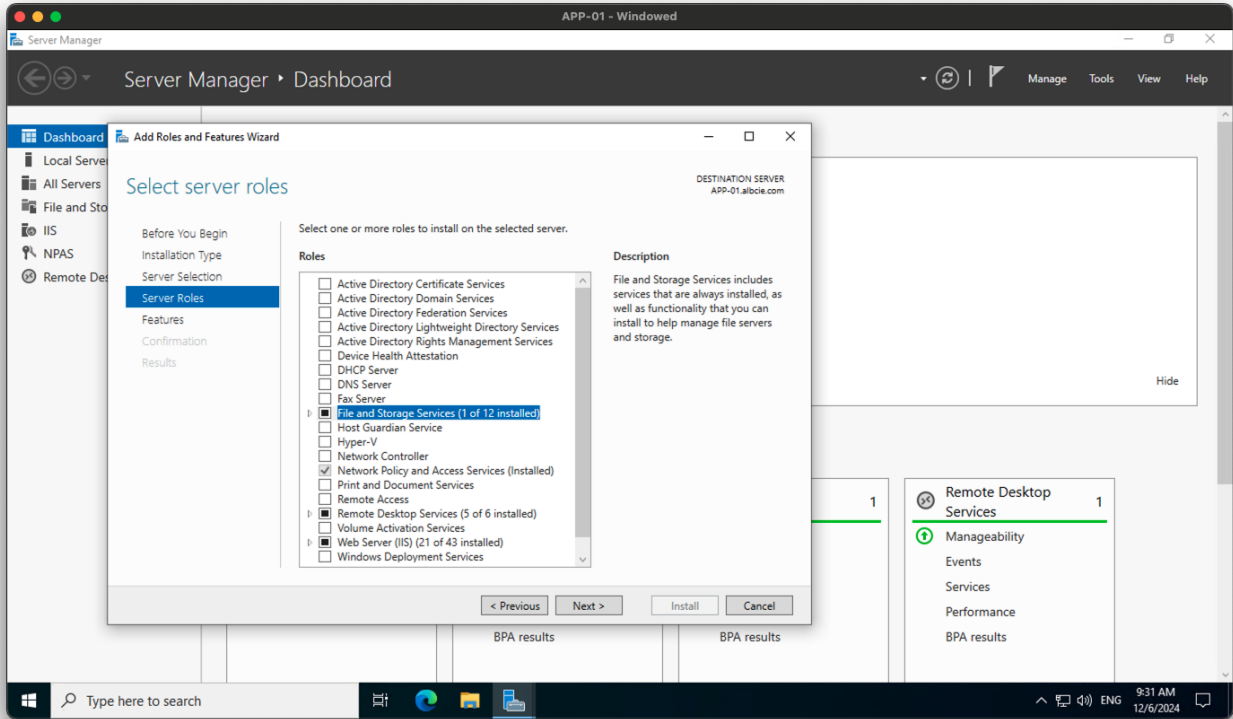 APP-01 - Windowed
Server Manager
Server Manager • Dashboard
Manage
Tools
View
Help
Dashboard
Local Server
All Servers
File and Sto
IIS
NPAS
Remote Des
Add Roles and Features Wizard
Select server roles
DESTINATION SERVER
APP-01.albcie.com
Before You Begin
Installation Type
Server Selection
Server Roles
Features
Confirmation
Results
Select one or more roles to install on the selected server.
Roles
Active Directory Certificate Services
Active Directory Domain Services
Active Directory Federation Services
Active Directory Lightweight Directory Services
Active Directory Rights Management Services
Device Health Attestation
DHCP Server
DNS Server
Fax Server
File and Storage Services (1 of 12 installed)
Host Guardian Service
Hyper-V
Network Controller
Network Policy and Access Services (Installed)
Print and Document Services
Remote Access
Remote Desktop Services (5 of 6 installed)
Volume Activation Services
Web Server (IIS) (21 of 43 installed)
Windows Deployment Services
Description
File and Storage Services includes
services that are always installed, as
well as functionality that you can
install to help manage file servers
and storage.
< Previous
Next >
Install
Cancel
Hide
1
Remote Desktop
Services
1
Manageability
Events
Services
Performance
BPA results
BPA results
BPA results
Type here to search
ENG
9:31 AM
12/6/2024